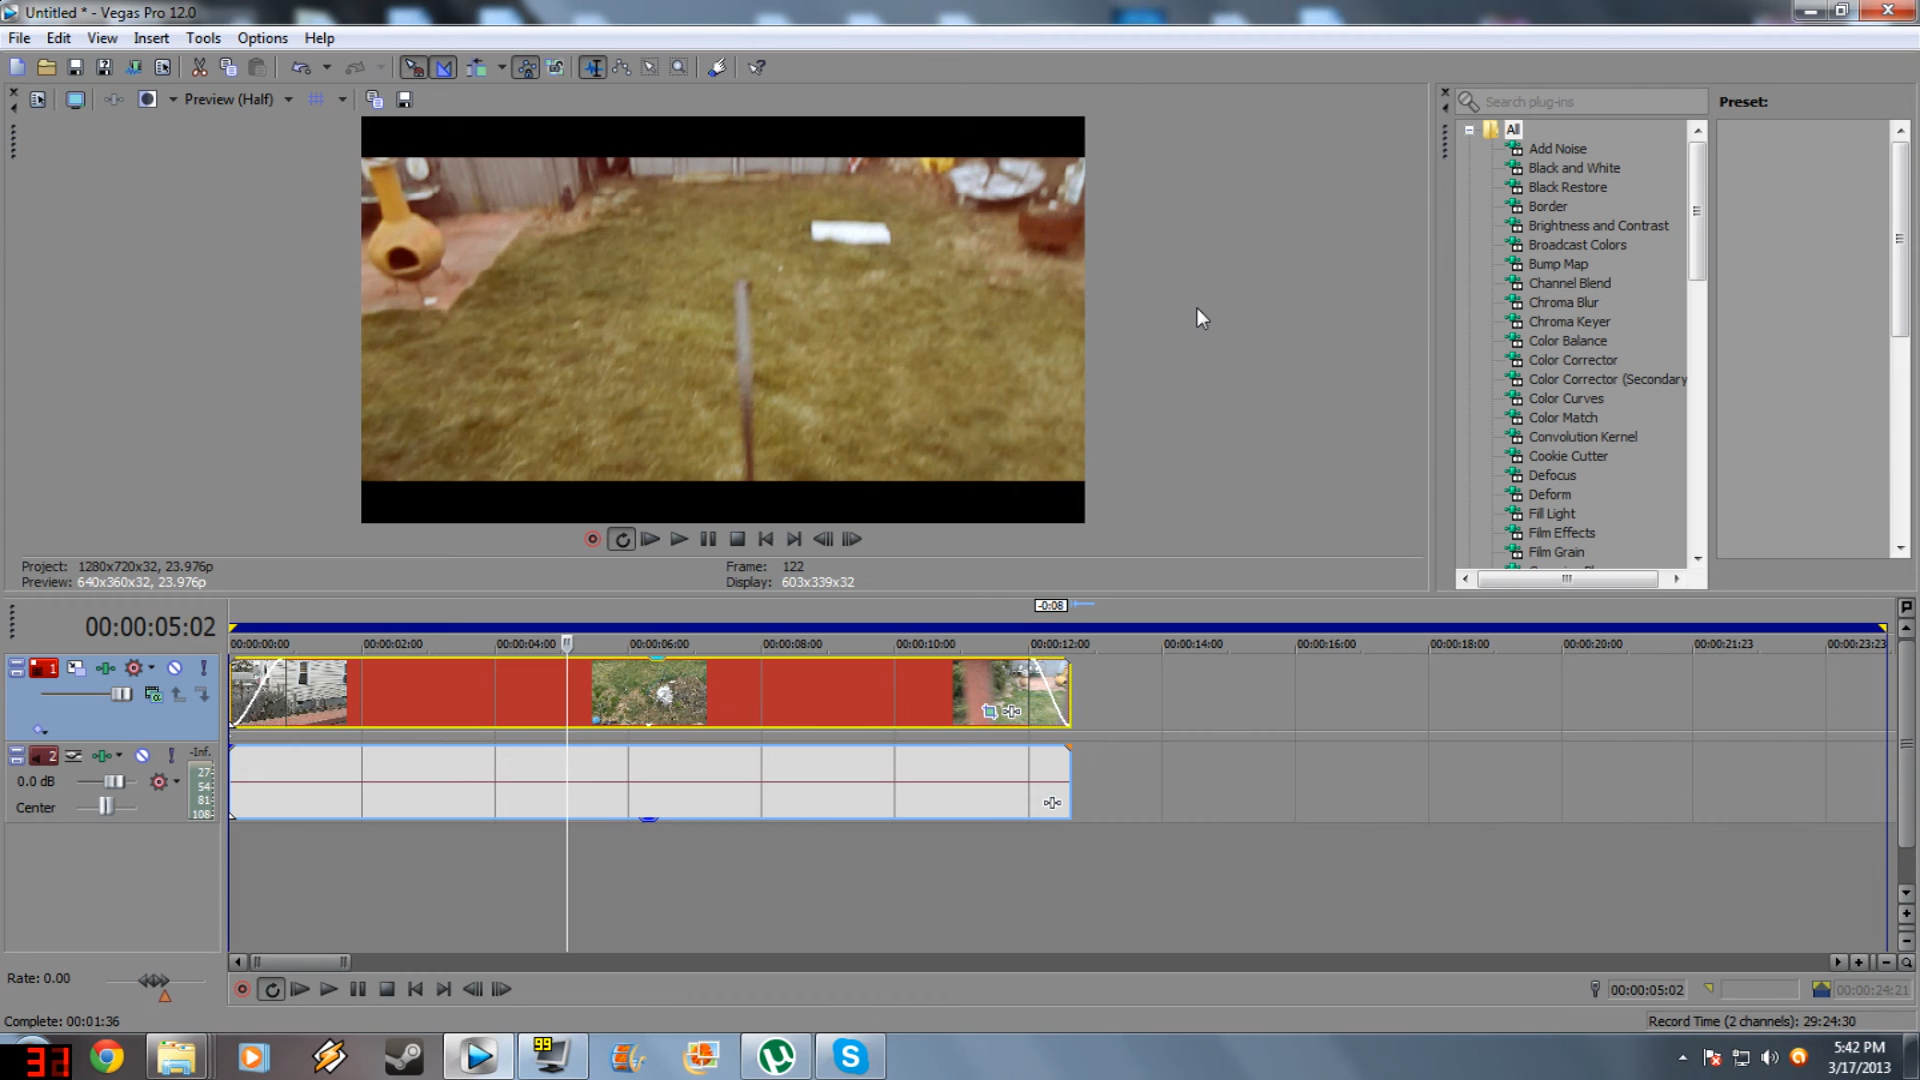 Untitled * - Vegas Pro 12.0
File Edit View Insert Tools Options Help
Preview (Half)
Search plug-ins
Preset:
All
Add Noise
Black and White
Black Restore
Border
Brightness and Contrast
Broadcast Colors
Bump Map
Channel Blend
Chroma Blur
Chroma Keyer
Color Balance
Color Corrector
Color Corrector (Secondary
Color Curves
Color Match
Convolution Kernel
Cookie Cutter
Defocus
Deform
Fill Light
Film Effects
Film Grain
Project: 1280x720x32, 23.976p
Preview: 640x360x32, 23.976p
Frame: 122
Display: 603x339x32
-0:08
00:00:05:02
00:00:00:00 00:00:02:00 00:00:04:00 00:00:06:00 00:00:08:00 00:00:10:00 00:00:12:00 00:00:14:00 00:00:16:00 00:00:18:00 00:00:20:00 00:00:21:23 00:00:23:23
1
2
-Inf.
0.0 dB
27
54
81
108
Center
Rate: 0.00
00:00:05:02
00:00:24:21
Complete: 00:01:36
Record Time (2 channels): 29:24:30
37
99
5:42 PM
3/17/2013